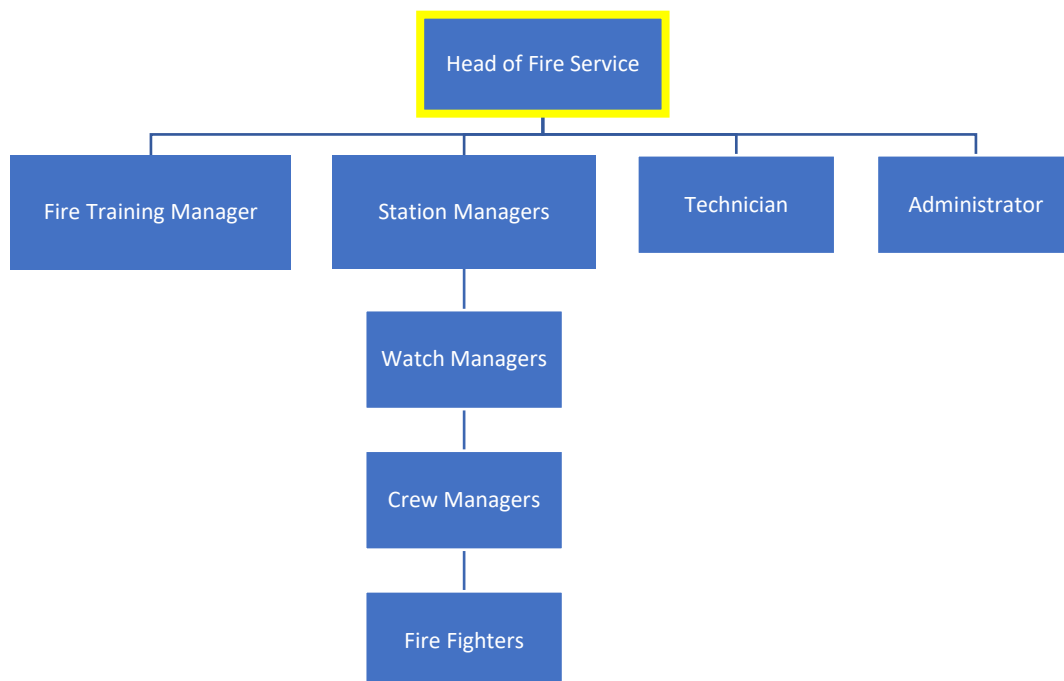 Head of Fire Service
Fire Training Manager
Station Managers
Technician
Administrator
Watch Managers
Crew Managers
Fire Fighters